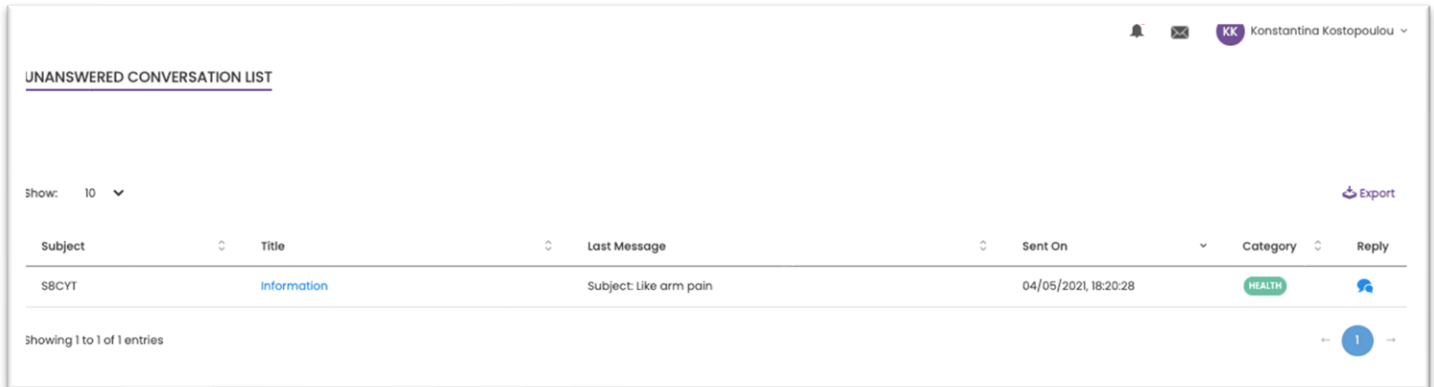 KK Konstantina Kostopoulou
UNANSWERED CONVERSATION LIST
Show: 10 Export
Subject Title Last Message Sent On Category Reply
S8CYT Information Subject: Like arm pain 04/05/2021, 18:20:28 HEALTH
Showing 1 to 1 of 1 entries ← 1 →